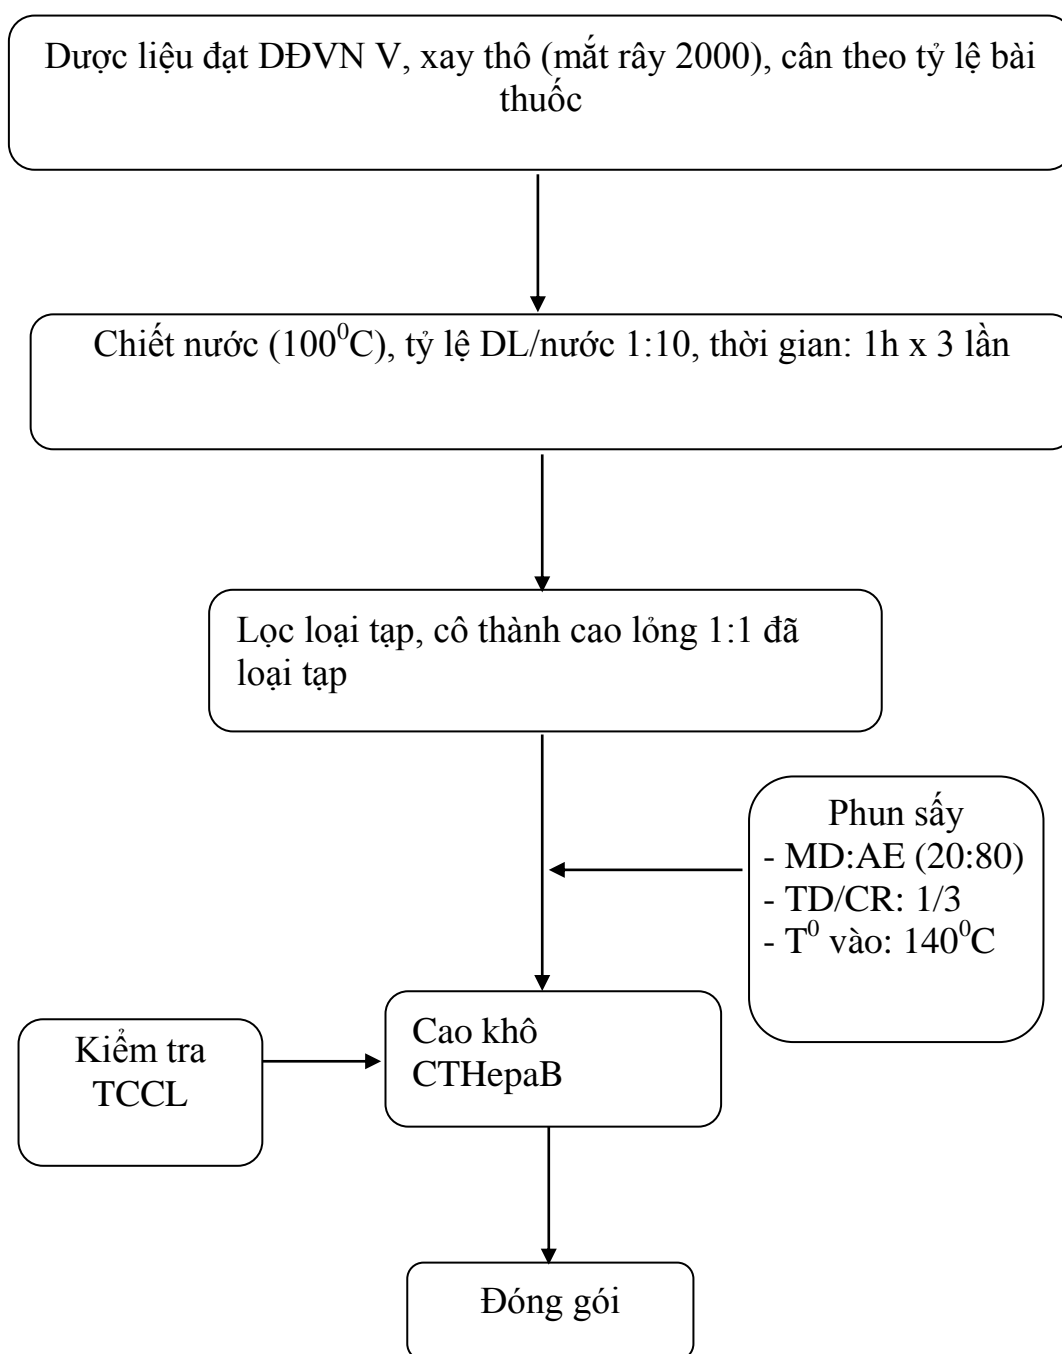 Dược liệu đạt DĐVN V, xay thô (mắt rây 2000), cân theo tỷ lệ bài
thuốc
Chiết nước (100⁰C), tỷ lệ DL/nước 1:10, thời gian: 1h x 3 lần
Lọc loại tạp, cô thành cao lỏng 1:1 đã
loại tạp
Phun sấy
- MD:AE (20:80)
- TD/CR: 1/3
- T⁰ vào: 140⁰C
Kiểm tra
TCCL
Cao khô
CTHepaB
Đóng gói